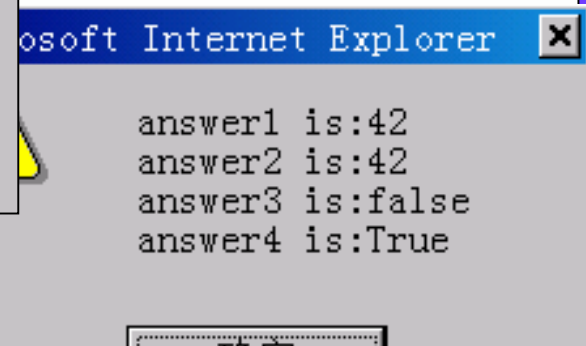 osoft Internet Explorer
answer1 is:42
answer2 is:42
answer3 is:false
answer4 is:True